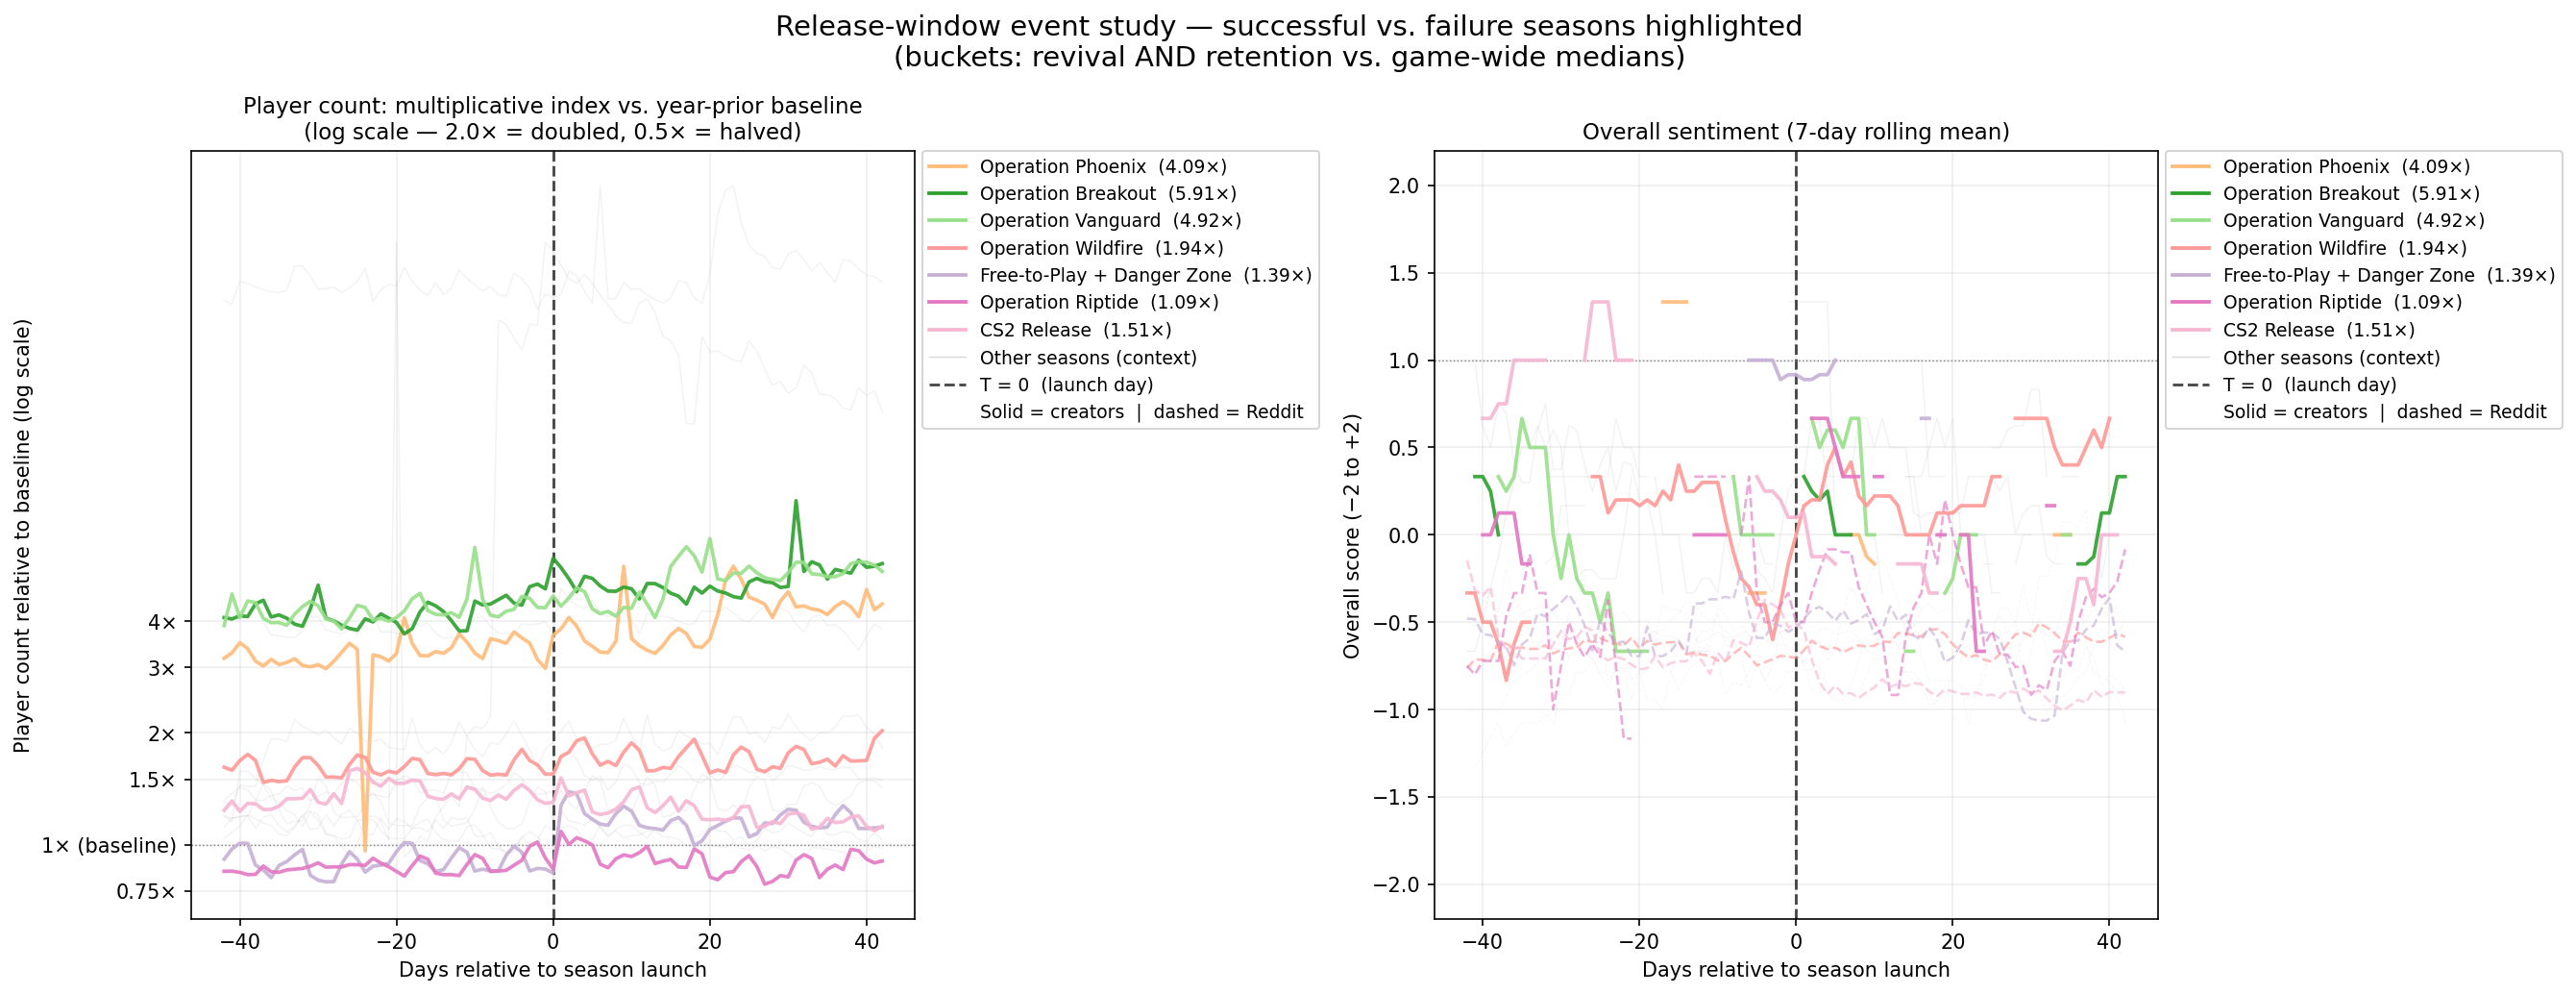 Release-window event study — successful vs. failure seasons highlighted
(buckets: revival AND retention vs. game-wide medians)
Player count: multiplicative index vs. year-prior baseline
(log scale — 2.0× = doubled, 0.5× = halved)
Player count relative to baseline (log scale)
4×
3×
2×
1.5×
1× (baseline)
0.75×
−40
−20
0
20
40
Days relative to season launch
Operation Phoenix (4.09×)
Operation Breakout (5.91×)
Operation Vanguard (4.92×)
Operation Wildfire (1.94×)
Free-to-Play + Danger Zone (1.39×)
Operation Riptide (1.09×)
CS2 Release (1.51×)
Other seasons (context)
T = 0 (launch day)
Solid = creators | dashed = Reddit
Overall sentiment (7-day rolling mean)
Overall score (−2 to +2)
2.0
1.5
1.0
0.5
0.0
−0.5
−1.0
−1.5
−2.0
−40
−20
0
20
40
Days relative to season launch
Operation Phoenix (4.09×)
Operation Breakout (5.91×)
Operation Vanguard (4.92×)
Operation Wildfire (1.94×)
Free-to-Play + Danger Zone (1.39×)
Operation Riptide (1.09×)
CS2 Release (1.51×)
Other seasons (context)
T = 0 (launch day)
Solid = creators | dashed = Reddit